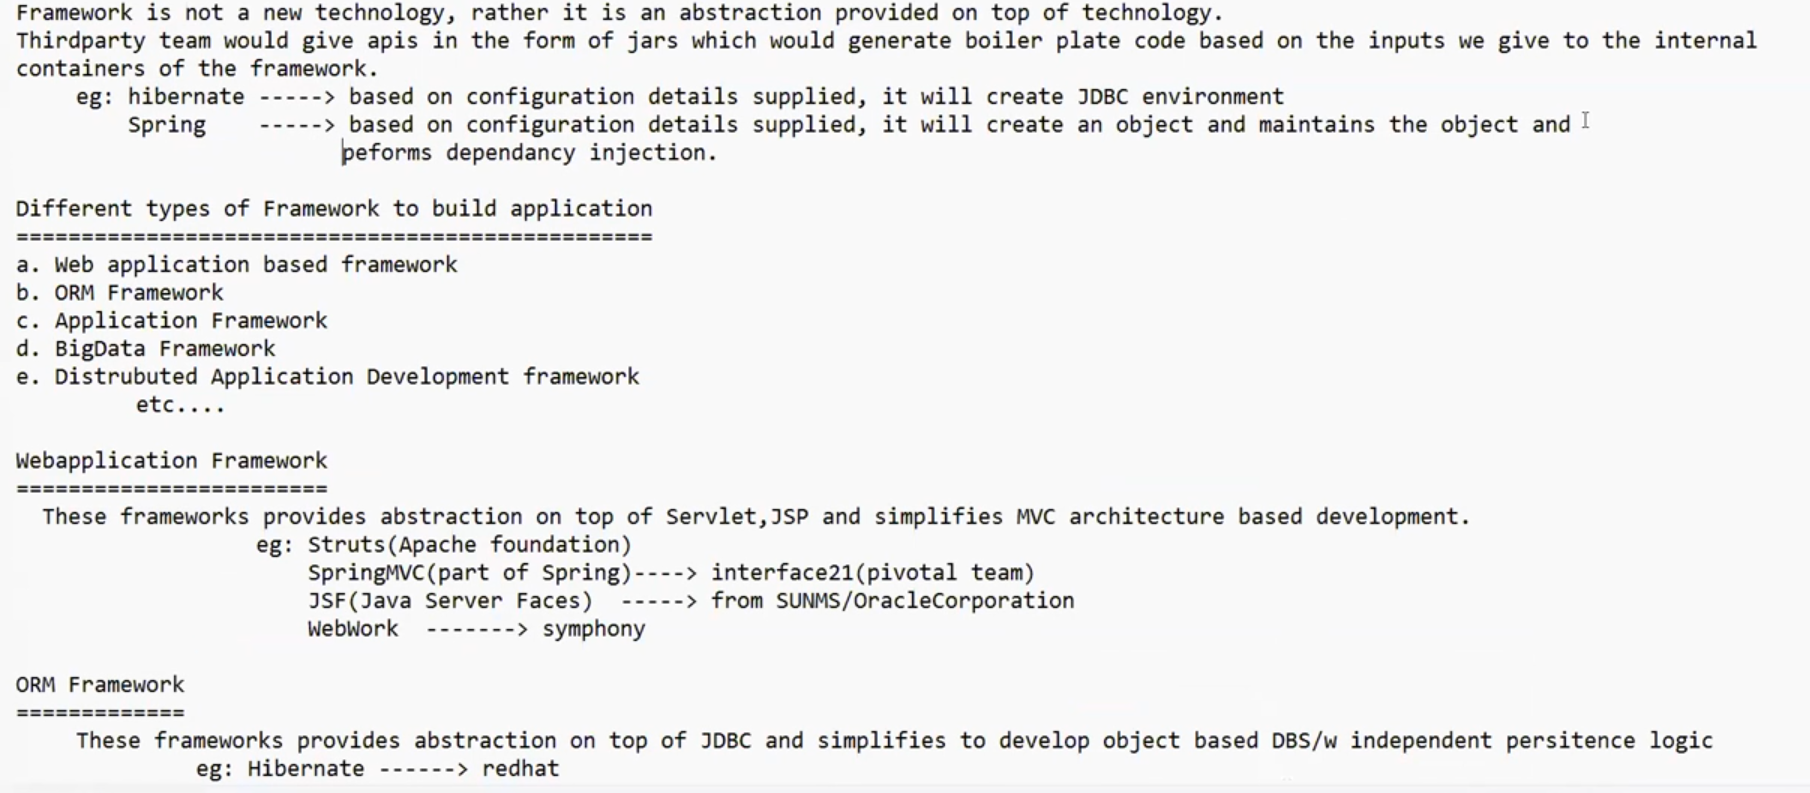 Framework is not a new technology, rather it is an abstraction provided on top of technology.
Thirdparty team would give apis in the form of jars which would generate boiler plate code based on the inputs we give to the internal
containers of the framework.
eg: hibernate -----> based on configuration details supplied, it will create JDBC environment
Spring -----> based on configuration details supplied, it will create an object and maintains the object and
peforms dependancy injection.
Different types of Framework to build application
=================================================
a. Web application based framework
b. ORM Framework
c. Application Framework
d. BigData Framework
e. Distrubuted Application Development framework
etc....
Webapplication Framework
========================
These frameworks provides abstraction on top of Servlet,JSP and simplifies MVC architecture based development.
eg: Struts(Apache foundation)
SpringMVC(part of Spring)----> interface21(pivotal team)
JSF(Java Server Faces) -----> from SUNMS/OracleCorporation
WebWork -------> symphony
ORM Framework
=============
These frameworks provides abstraction on top of JDBC and simplifies to develop object based DBS/w independent persitence logic
eg: Hibernate ------> redhat